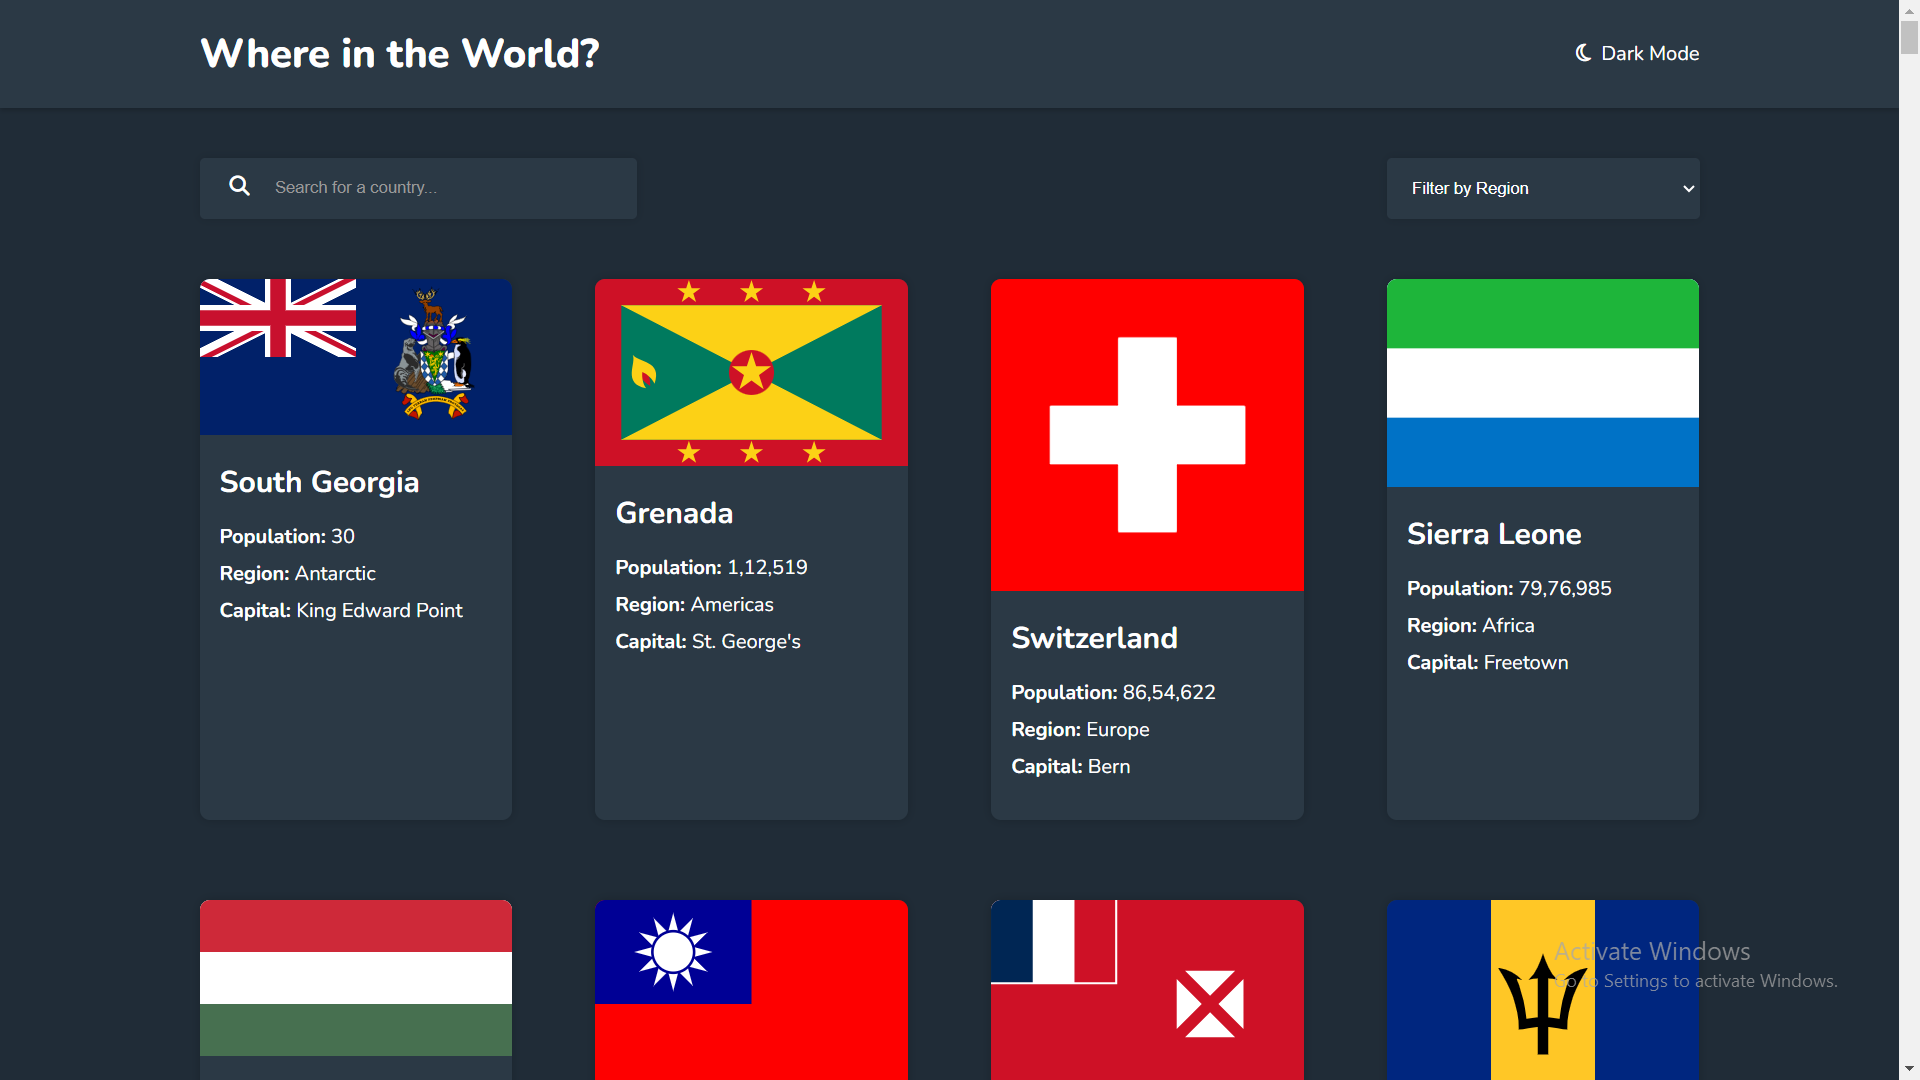 Where in the World?
Dark Mode
Search for a country...
Filter by Region
South Georgia
Population: 30
Region: Antarctic
Capital: King Edward Point
Grenada
Population: 1,12,519
Region: Americas
Capital: St. George's
Switzerland
Population: 86,54,622
Region: Europe
Capital: Bern
Sierra Leone
Population: 79,76,985
Region: Africa
Capital: Freetown
Activate Windows
Go to Settings to activate Windows.